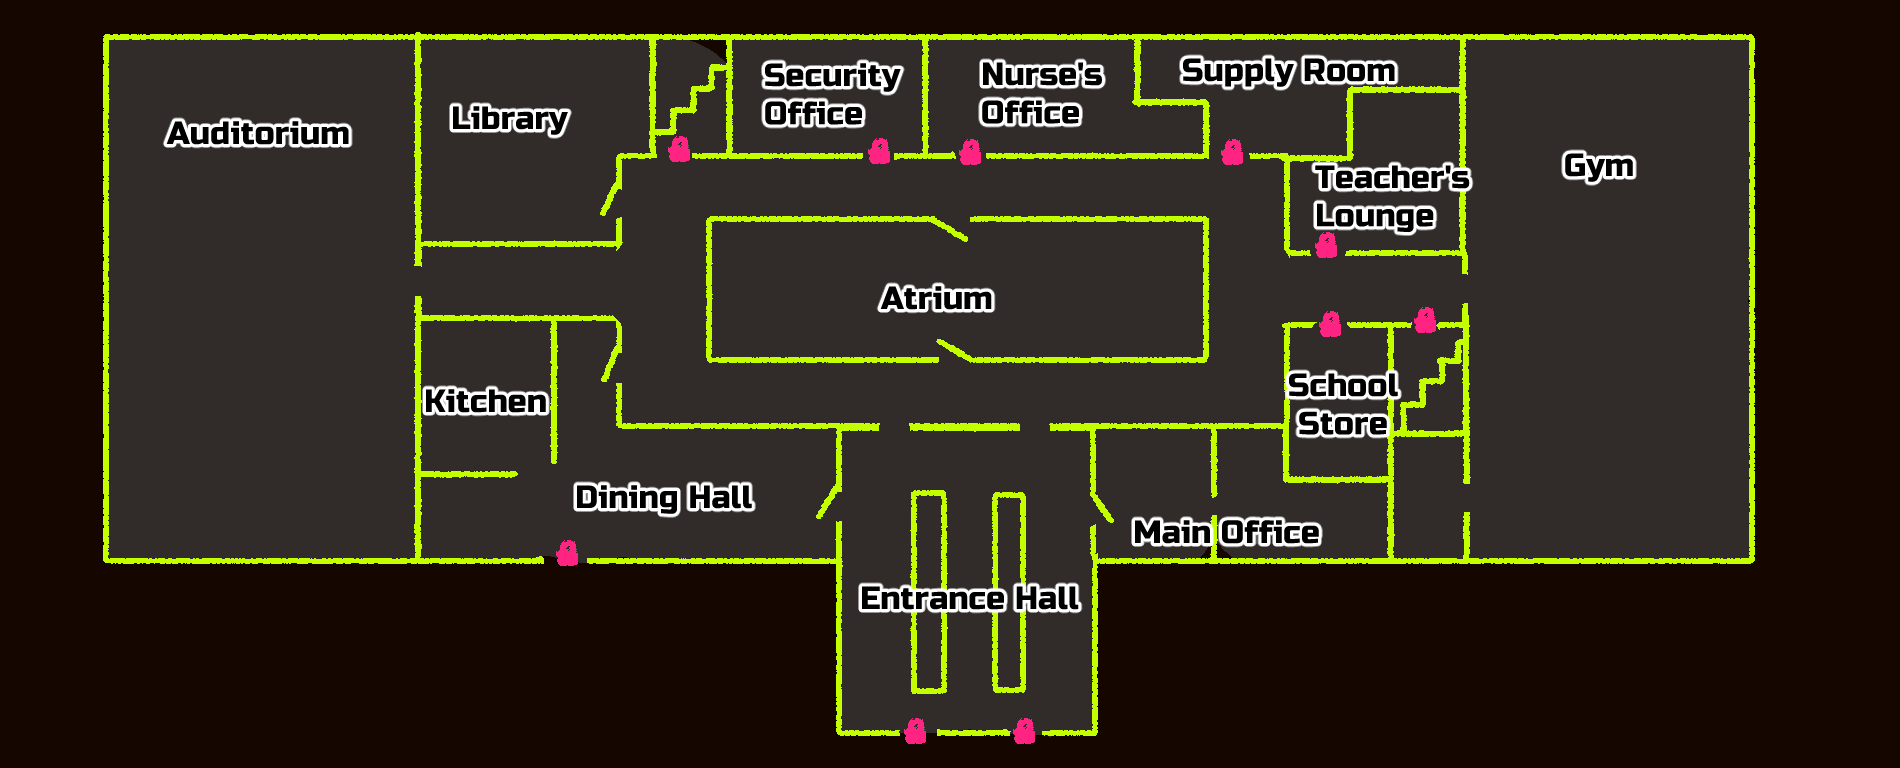 Auditorium
Library
Security
Office
Nurse's
Office
Supply Room
Teacher's
Lounge
Gym
Atrium
Kitchen
Dining Hall
School
Store
Main Office
Entrance Hall